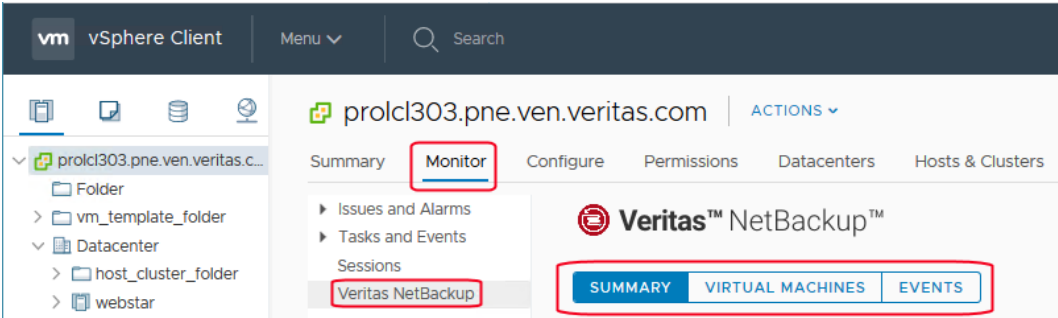 vm vSphere Client Menu Search
prolcl303.pne.ven.veritas.com ACTIONS
prolcl303.pne.ven.veritas.c...
Folder
vm_template_folder
Datacenter
host_cluster_folder
webstar
Summary Monitor Configure Permissions Datacenters Hosts & Clusters
Issues and Alarms
Tasks and Events
Sessions
Veritas NetBackup
Veritas™ NetBackup™
SUMMARY VIRTUAL MACHINES EVENTS